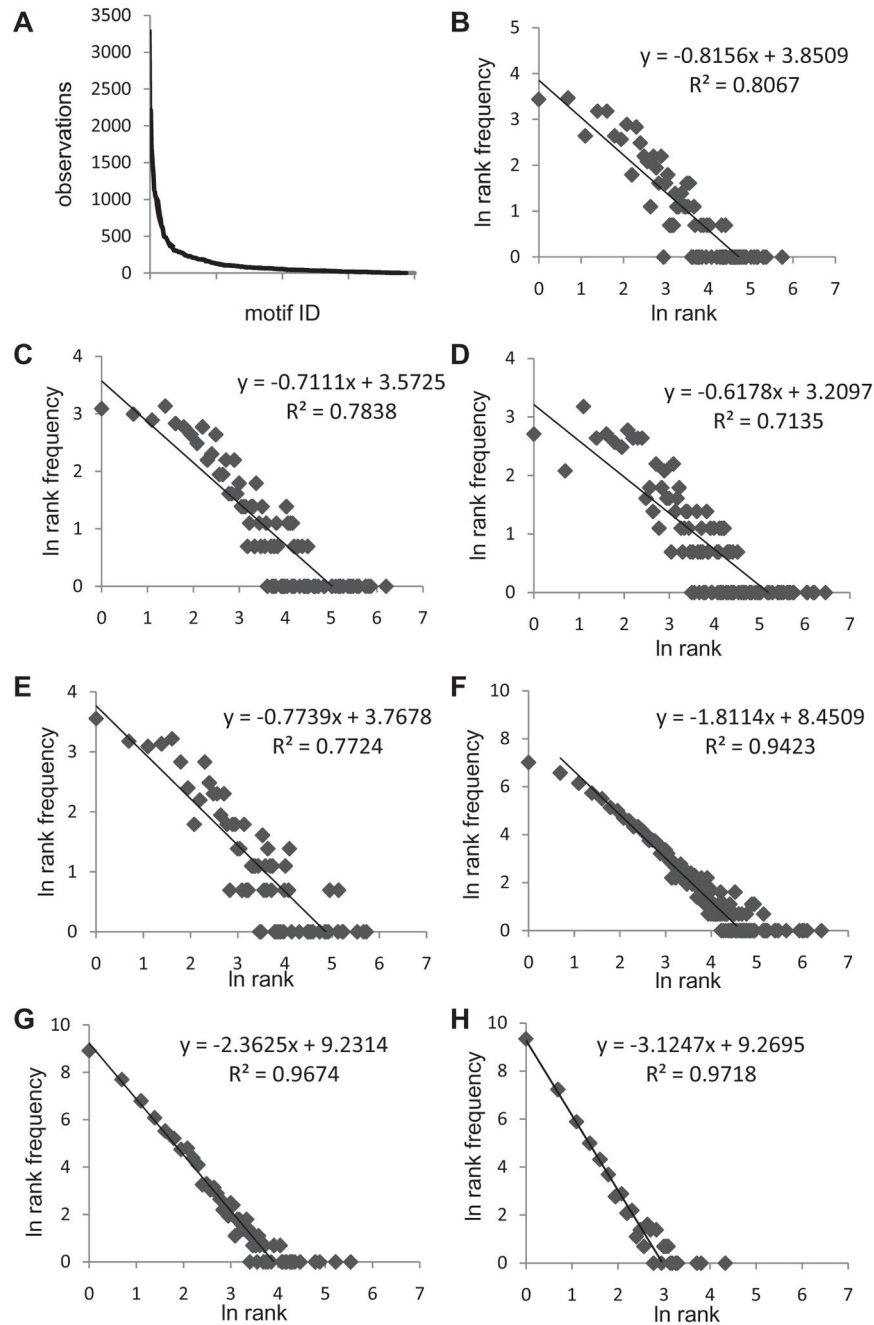 A
observations
3500
3000
2500
2000
1500
1000
500
0
motif ID
B
y = -0.8156x + 3.8509
R² = 0.8067
ln rank frequency
5
4
3
2
1
0
0 1 2 3 4 5 6 7
ln rank
C
y = -0.7111x + 3.5725
R² = 0.7838
ln rank frequency
4
3
2
1
0
0 1 2 3 4 5 6 7
D
y = -0.6178x + 3.2097
R² = 0.7135
ln rank frequency
5
4
3
2
1
0
0 1 2 3 4 5 6 7
ln rank
E
y = -0.7739x + 3.7678
R² = 0.7724
ln rank frequency
4
3
2
1
0
0 1 2 3 4 5 6 7
ln rank
F
y = -1.8114x + 8.4509
R² = 0.9423
ln rank frequency
10
8
6
4
2
0
0 1 2 3 4 5 6 7
ln rank
G
y = -2.3625x + 9.2314
R² = 0.9674
ln rank frequency
10
8
6
4
2
0
0 1 2 3 4 5 6 7
ln rank
H
y = -3.1247x + 9.2695
R² = 0.9718
ln rank frequency
10
8
6
4
2
0
0 1 2 3 4 5 6 7
ln rank